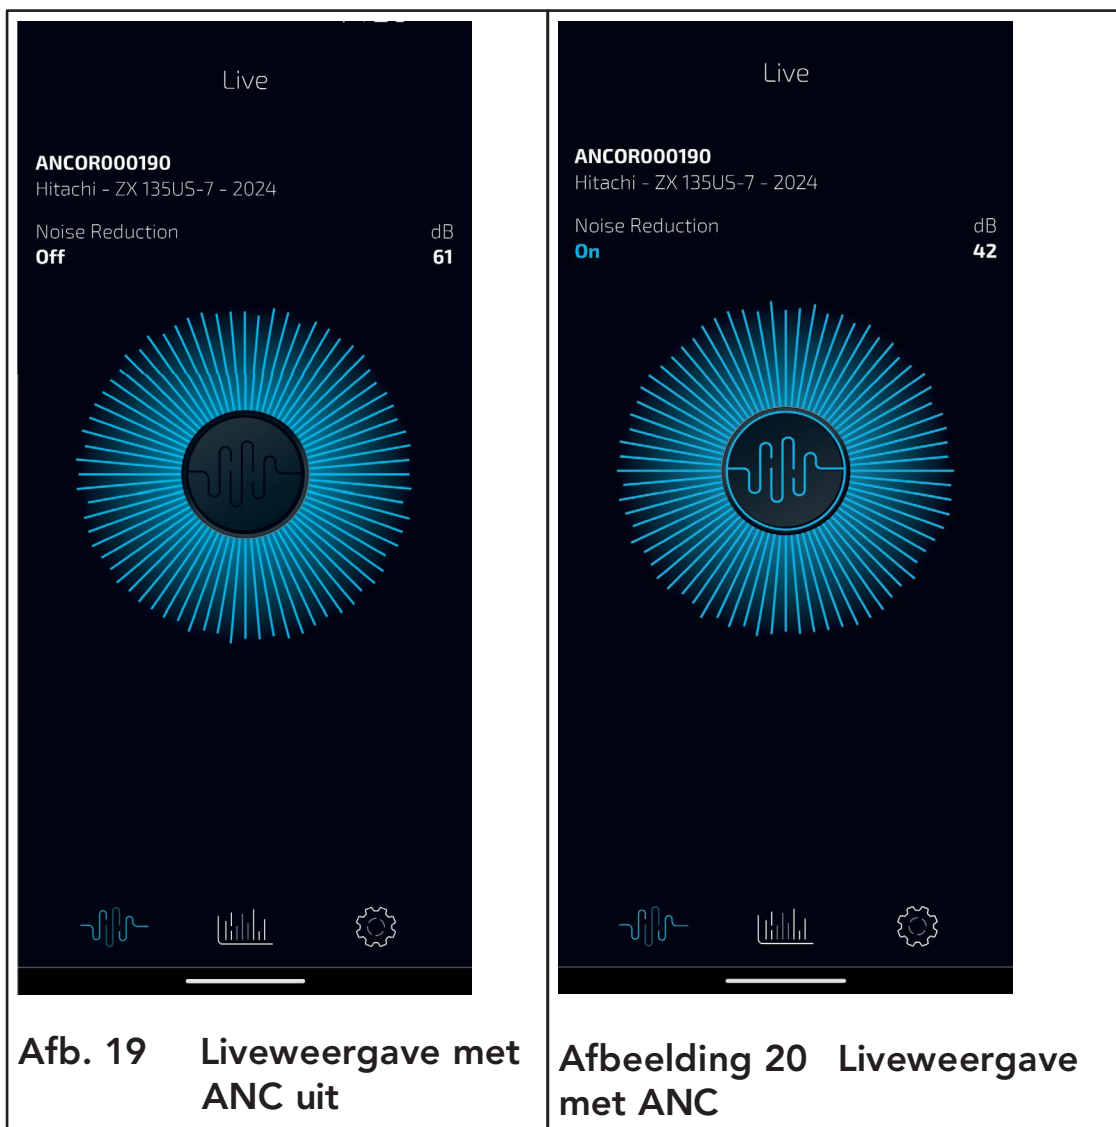 Live
ANCOR000190
Hitachi - ZX 135US-7 - 2024
Noise Reduction dB
Off 61
Afb. 19 Liveweergave met
ANC uit
Live
ANCOR000190
Hitachi - ZX 135US-7 - 2024
Noise Reduction dB
On 42
Afbeelding 20 Liveweergave
met ANC